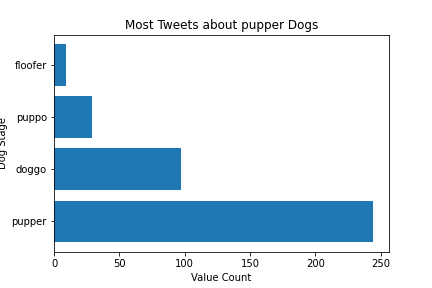 Most Tweets about pupper Dogs
floofer
puppo
doggo
pupper
Dog Stage
0 50 100 150 200 250
Value Count